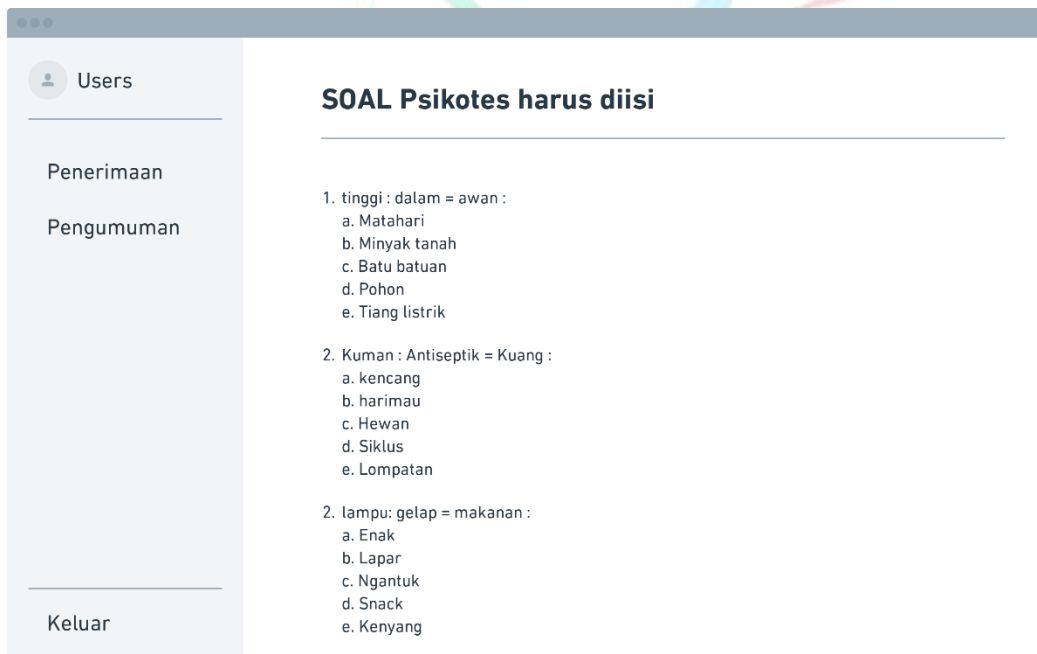 Users
Penerimaan
Pengumuman
Keluar
SOAL Psikotes harus diisi
1. tinggi : dalam = awan :
a. Matahari
b. Minyak tanah
c. Batu batuan
d. Pohon
e. Tiang listrik
2. Kuman : Antiseptik = Kuang :
a. kencang
b. harimau
c. Hewan
d. Siklus
e. Lompatan
2. lampu: gelap = makanan :
a. Enak
b. Lapar
c. Ngantuk
d. Snack
e. Kenyang